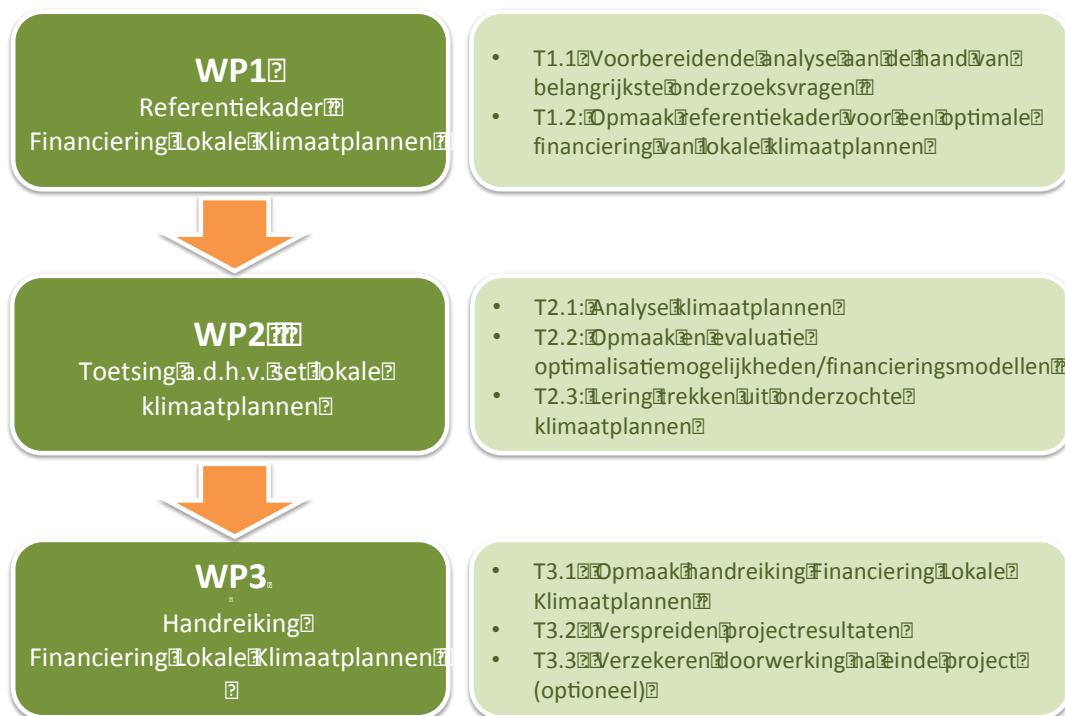 WP1
Referentiekader
Financiering Lokale Klimaatplannen
• T1.1 Voorbereidende analyse aan de hand van
belangrijkste onderzoeksvragen
• T1.2: Opmaak referentiekader voor een optimale
financiering van lokale klimaatplannen
WP2
Toetsing a.d.h.v. set lokale
klimaatplannen
• T2.1: Analyse klimaatplannen
• T2.2: Opmaak en evaluatie
optimalisatiemogelijkheden/financieringsmodellen
• T2.3: Lering trekken uit onderzochte
klimaatplannen
WP3
Handreiking
Financiering Lokale Klimaatplannen
• T3.1 Opmaak handreiking Financiering Lokale
Klimaatplannen
• T3.2 Verspreiden projectresultaten
• T3.3 Verzekeren doorwerking na einde project
(optioneel)